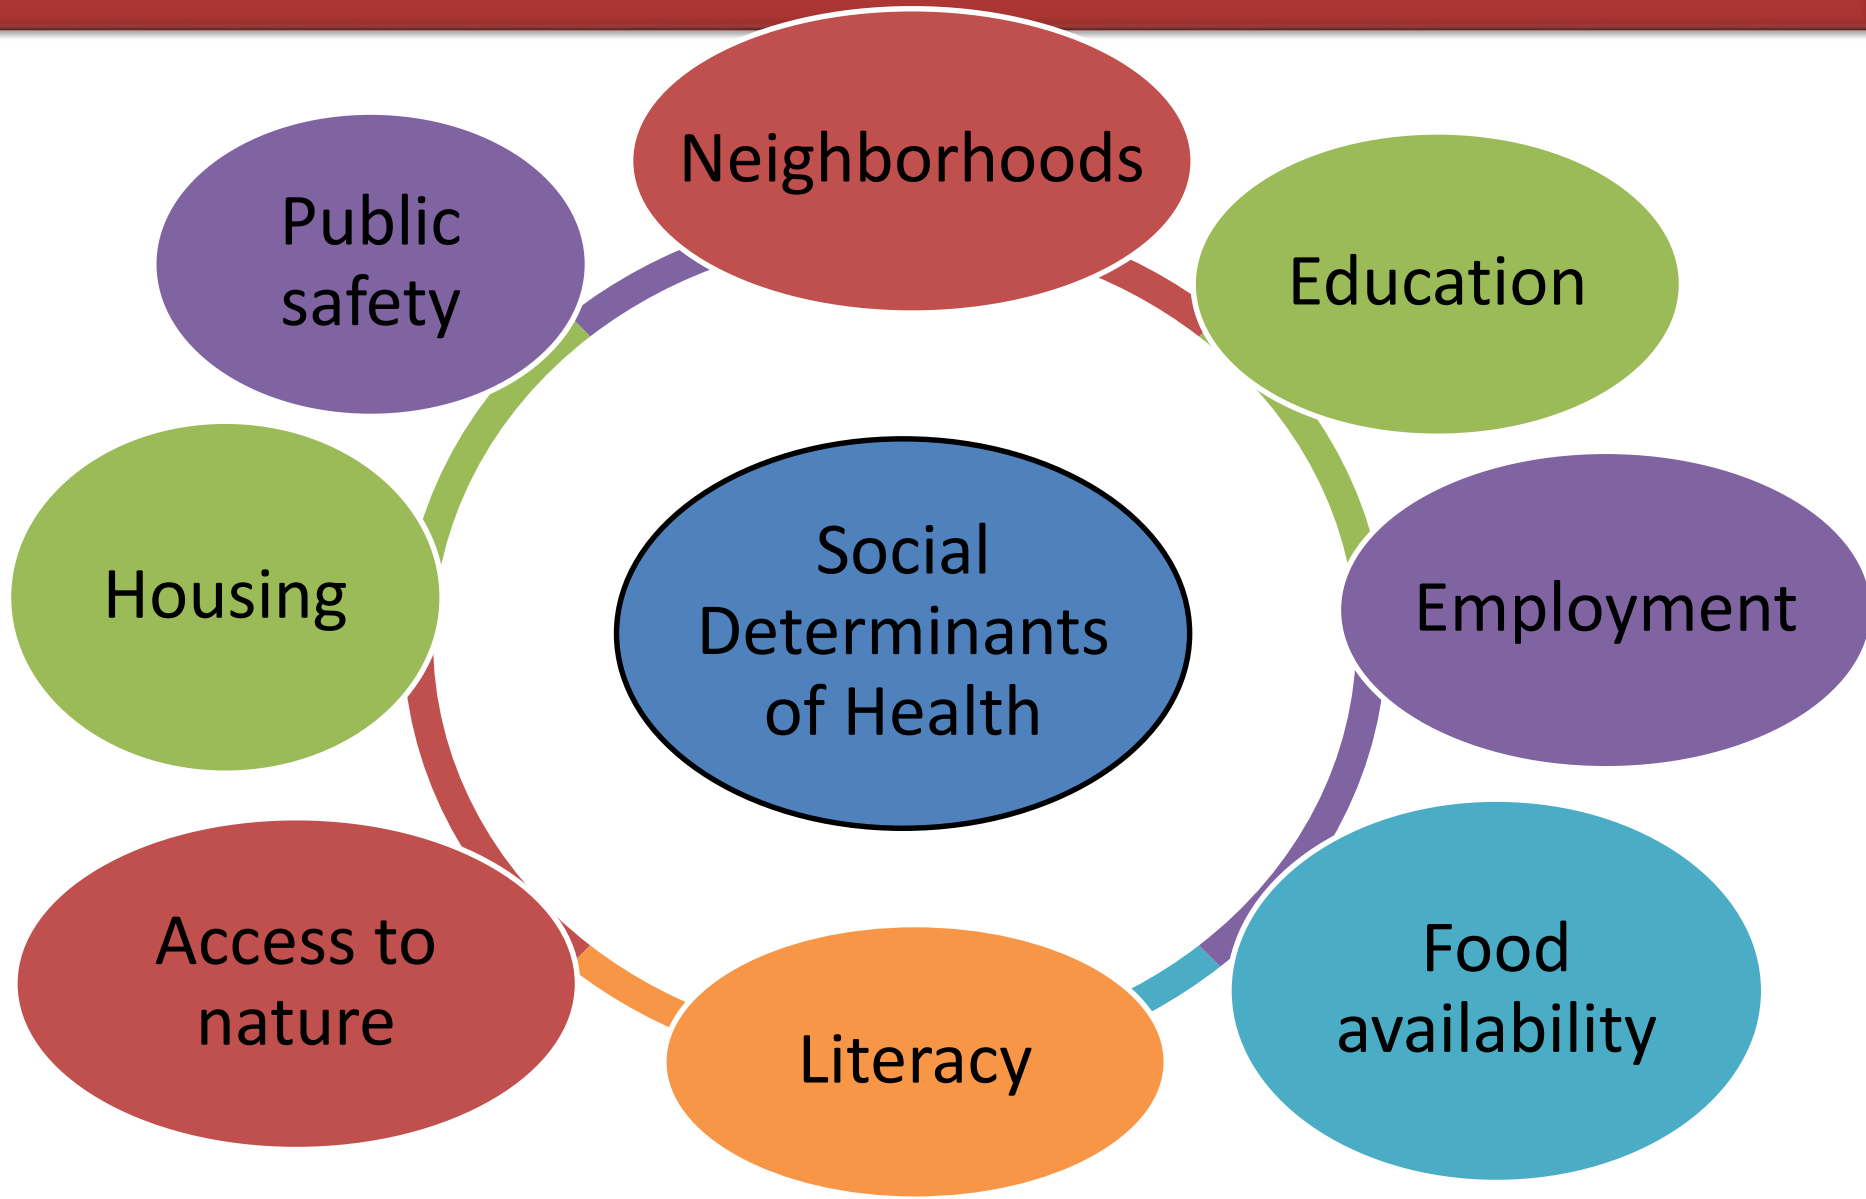 Neighborhoods
Education
Employment
Food
availability
Literacy
Access to
nature
Housing
Public
safety
Social
Determinants
of Health